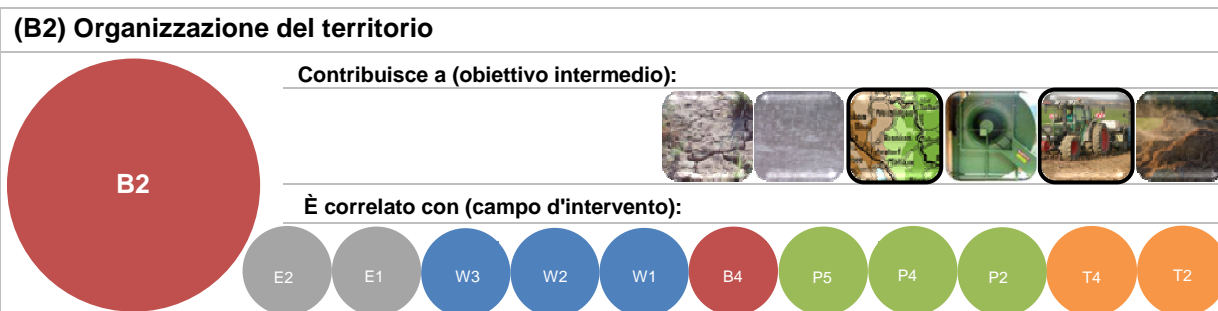 (B2) Organizzazione del territorio
Contribuisce a (obiettivo intermedio):
B2
È correlato con (campo d'intervento):
E2 E1 W3 W2 W1 B4 P5 P4 P2 T4 T2